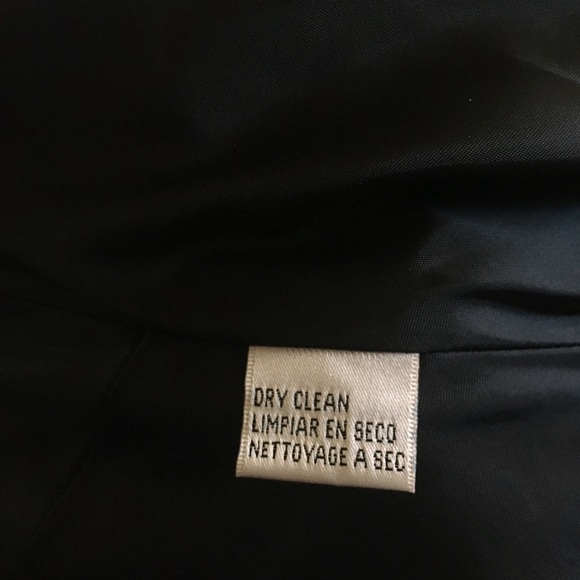 DRY CLEAN
LIMPIAR EN SECO
NETTOYAGE A SEC